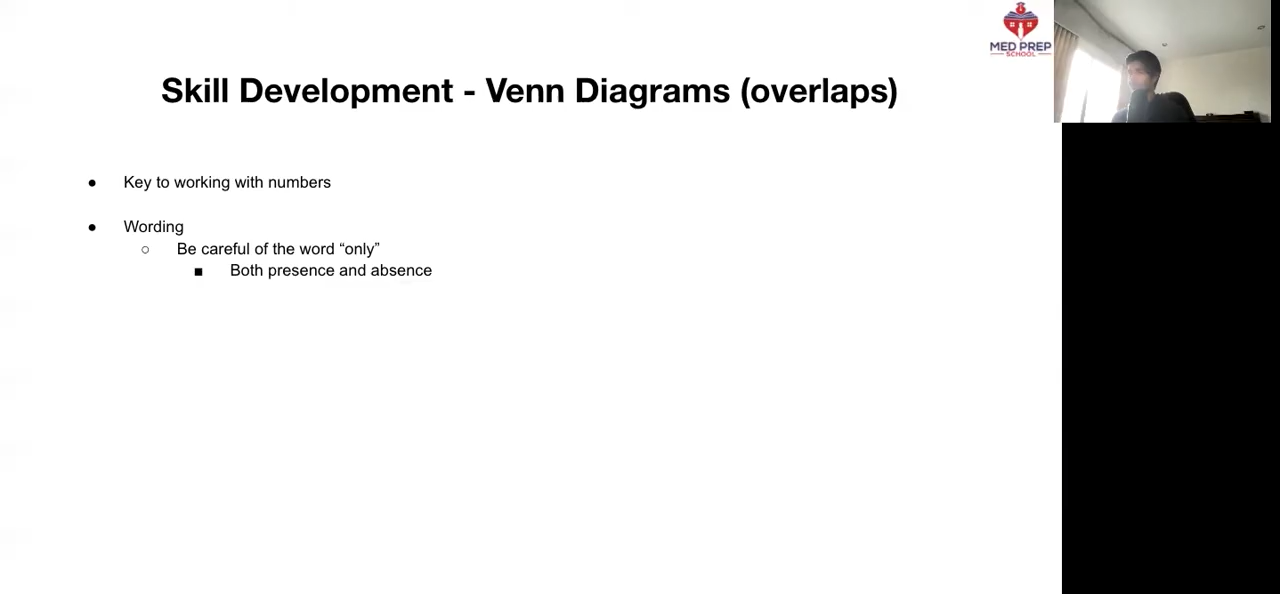 MED PREP
SCHOOL
Skill Development - Venn Diagrams (overlaps)
● Key to working with numbers
● Wording
○ Be careful of the word “only”
■ Both presence and absence